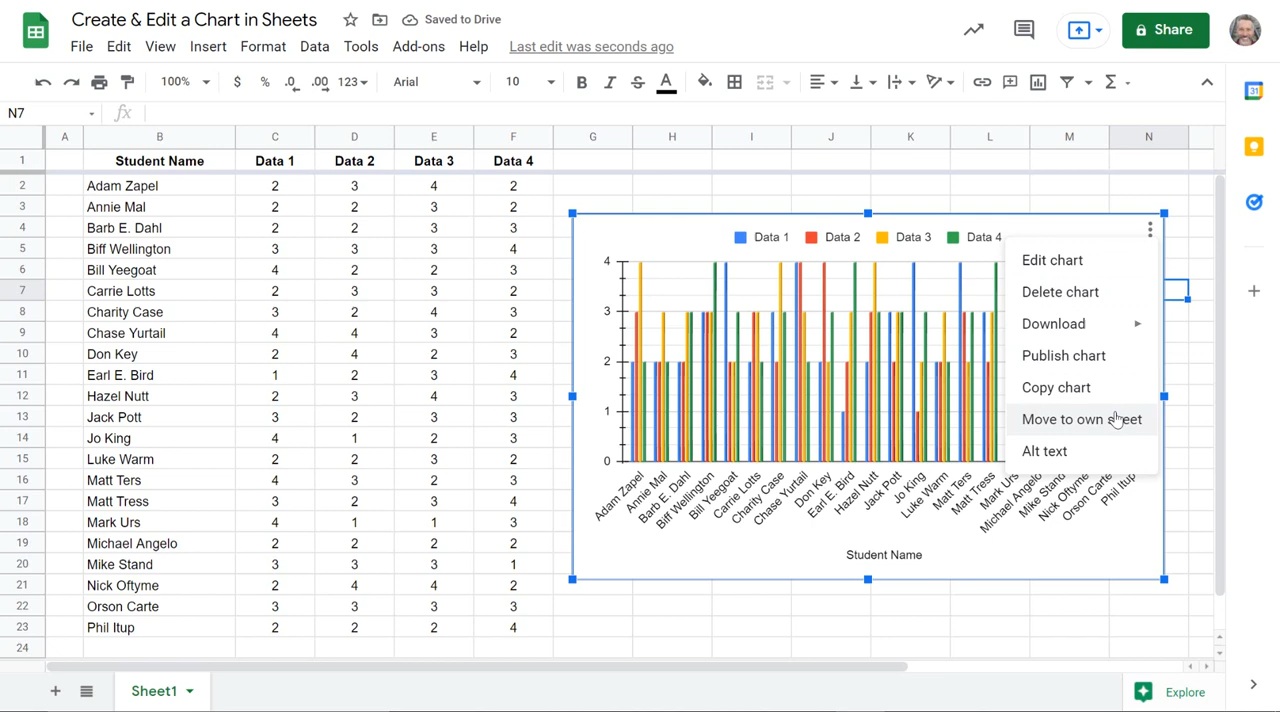 Create & Edit a Chart in Sheets Saved to Drive
File Edit View Insert Format Data Tools Add-ons Help Last edit was seconds ago
Share
100% $ % .0 .00 123 Arial 10 B I S A
N7 fx
A B C D E F G H I J K L M N
1 Student Name Data 1 Data 2 Data 3 Data 4
2 Adam Zapel 2 3 4 2
3 Annie Mal 2 2 3 2
4 Barb E. Dahl 2 2 3 3
5 Biff Wellington 3 3 3 4
6 Bill Yeegoat 4 2 2 3
7 Carrie Lotts 2 3 3 2
8 Charity Case 3 2 4 3
9 Chase Yurtail 4 4 3 2
10 Don Key 2 4 2 3
11 Earl E. Bird 1 2 3 4
12 Hazel Nutt 2 3 4 3
13 Jack Pott 3 2 3 3
14 Jo King 4 1 2 3
15 Luke Warm 2 2 3 2
16 Matt Ters 4 3 2 3
17 Matt Tress 3 2 3 4
18 Mark Urs 4 1 1 3
19 Michael Angelo 2 2 2 2
20 Mike Stand 3 3 3 1
21 Nick Oftyme 2 4 4 2
22 Orson Carte 3 3 3 3
23 Phil Itup 2 2 2 4
24
Data 1 Data 2 Data 3 Data 4
4
3
2
1
0
Adam Zapel
Annie Mal
Barb E. Dahl
Biff Wellington
Bill Yeegoat
Carrie Lotts
Charity Case
Chase Yurtail
Don Key
Earl E. Bird
Hazel Nutt
Jack Pott
Jo King
Luke Warm
Matt Ters
Matt Tress
Mark Urs
Michael Angelo
Mike Stand
Nick Oftyme
Orson Carte
Phil Itup
Student Name
Edit chart
Delete chart
Download
Publish chart
Copy chart
Move to own sheet
Alt text
31
Sheet1
Explore